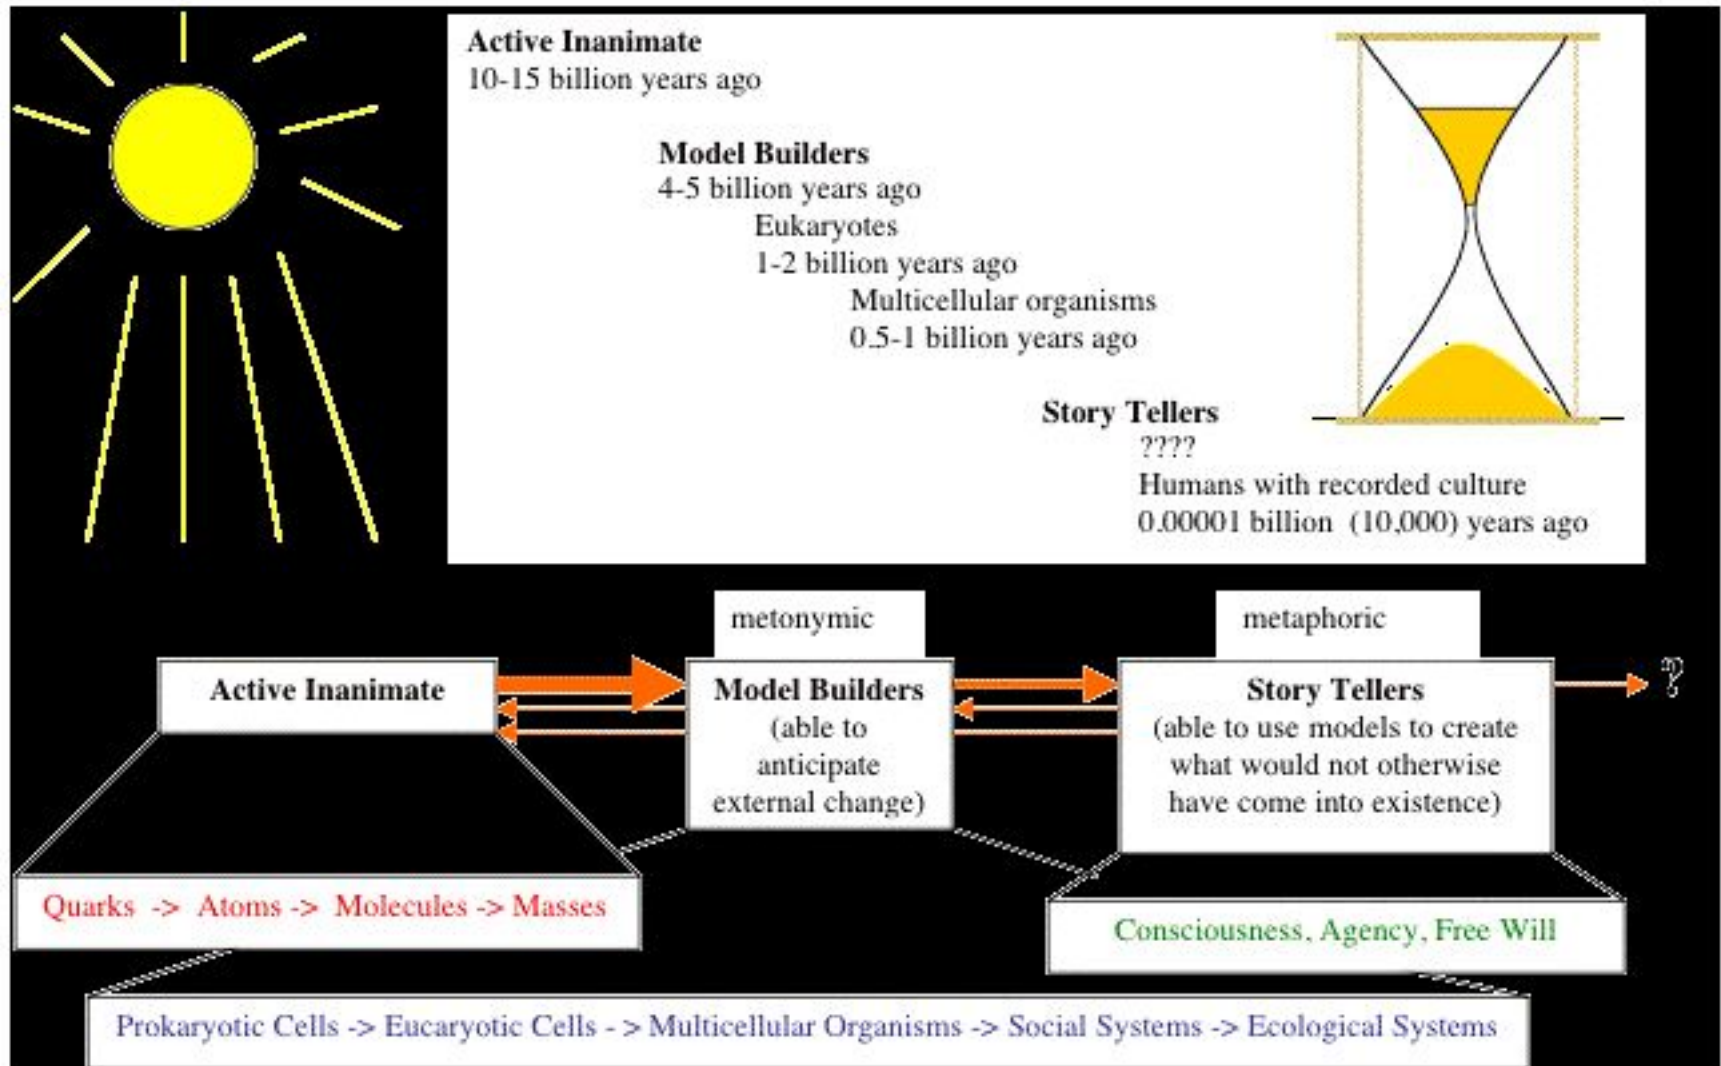 Active Inanimate
10-15 billion years ago
Model Builders
4-5 billion years ago
Eukaryotes
1-2 billion years ago
Multicellular organisms
0.5-1 billion years ago
Story Tellers
????
Humans with recorded culture
0.00001 billion (10,000) years ago
metonymic
metaphoric
Active Inanimate
Model Builders
(able to
anticipate
external change)
Story Tellers
(able to use models to create
what would not otherwise
have come into existence)
?
Quarks -> Atoms -> Molecules -> Masses
Consciousness, Agency, Free Will
Prokaryotic Cells -> Eucaryotic Cells - > Multicellular Organisms -> Social Systems -> Ecological Systems